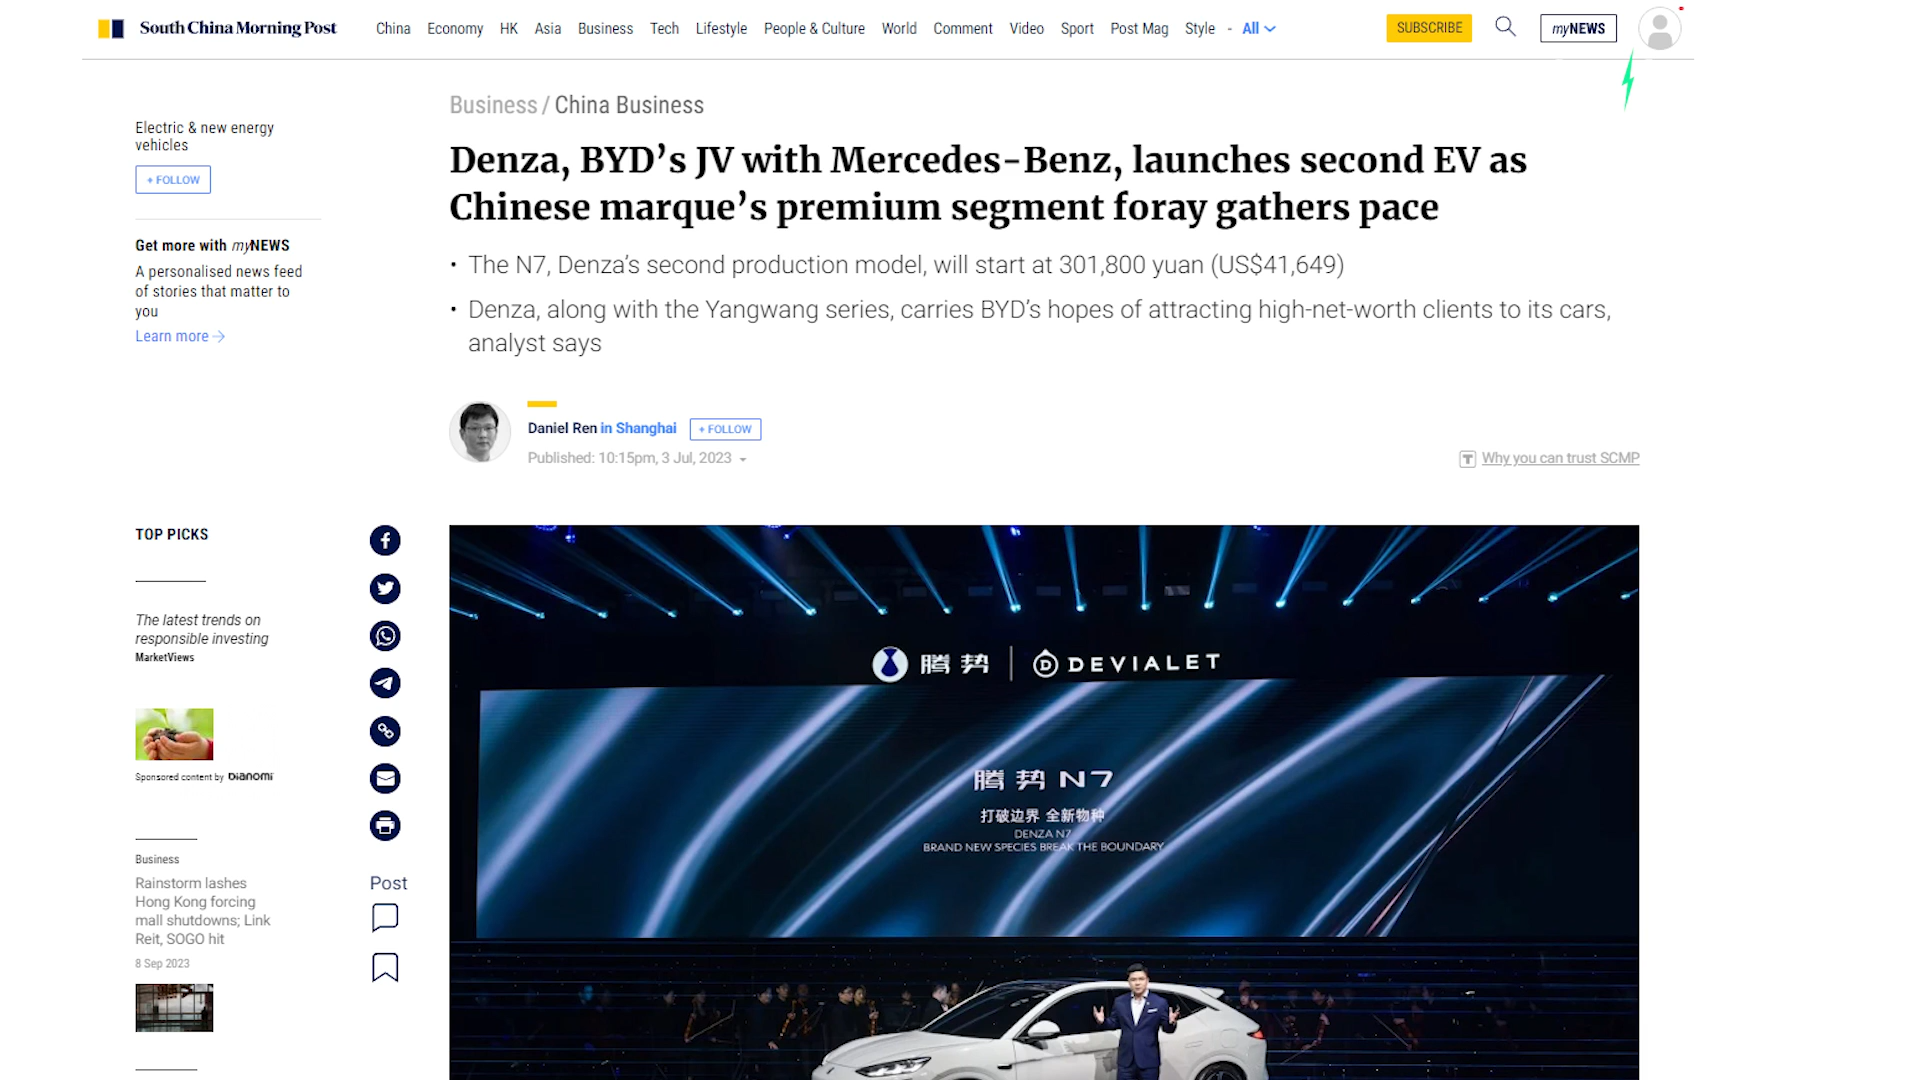 South China Morning Post
China Economy HK Asia Business Tech Lifestyle People & Culture World Comment Video Sport Post Mag Style - All
SUBSCRIBE
myNEWS
Electric & new energy
vehicles
+ FOLLOW
Get more with myNEWS
A personalised news feed
of stories that matter to
you
Learn more
Business / China Business
Denza, BYD’s JV with Mercedes-Benz, launches second EV as
Chinese marque’s premium segment foray gathers pace
• The N7, Denza’s second production model, will start at 301,800 yuan (US$41,649)
• Denza, along with the Yangwang series, carries BYD’s hopes of attracting high-net-worth clients to its cars,
analyst says
Daniel Ren in Shanghai
+ FOLLOW
Published: 10:15pm, 3 Jul, 2023
Why you can trust SCMP
TOP PICKS
The latest trends on
responsible investing
MarketViews
Sponsored content by Dianomi
Business
Rainstorm lashes
Hong Kong forcing
mall shutdowns; Link
Reit, SOGO hit
8 Sep 2023
Post
腾势 | DEVIALET
腾势 N7
打破边界 全新物种
DENZA N7
BRAND NEW SPECIES BREAK THE BOUNDARY